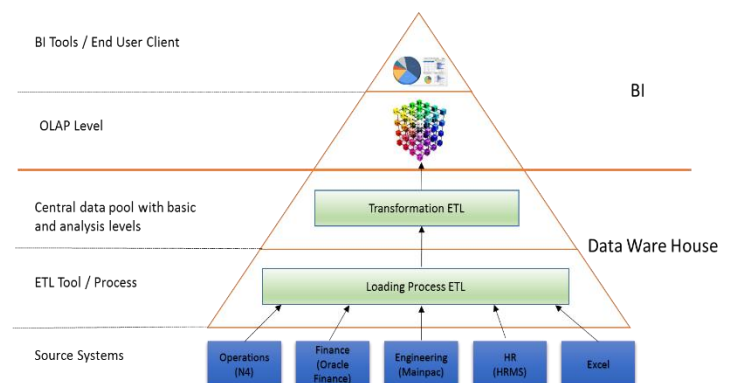 BI Tools / End User Client
BI
OLAP Level
Central data pool with basic
and analysis levels
Transformation ETL
Data Ware House
ETL Tool / Process
Loading Process ETL
Source Systems
Operations
(N4)
Finance
(Oracle
Finance)
Engineering
(Mainpac)
HR
(HRMS)
Excel